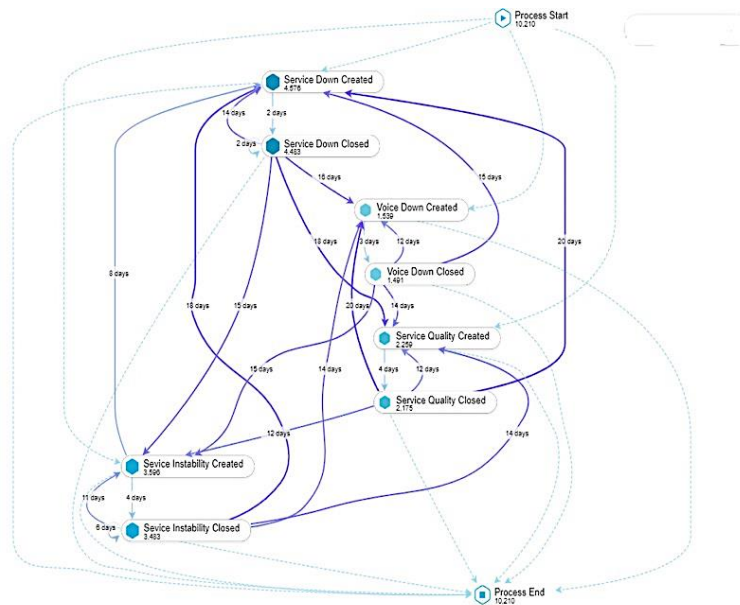 Process Start
10,210
Service Down Created
4,676
14 days
2 days
Service Down Closed
2 days
4,483
16 days
15 days
Voice Down Created
1,539
18 days
3 days
12 days
20 days
Voice Down Closed
1,491
8 days
18 days
15 days
20 days
14 days
Service Quality Created
2,259
15 days
14 days
4 days
12 days
Service Quality Closed
2,175
12 days
14 days
Sevice Instability Created
3,596
11 days
4 days
6 days
Sevice Instability Closed
3,483
Process End
10,210